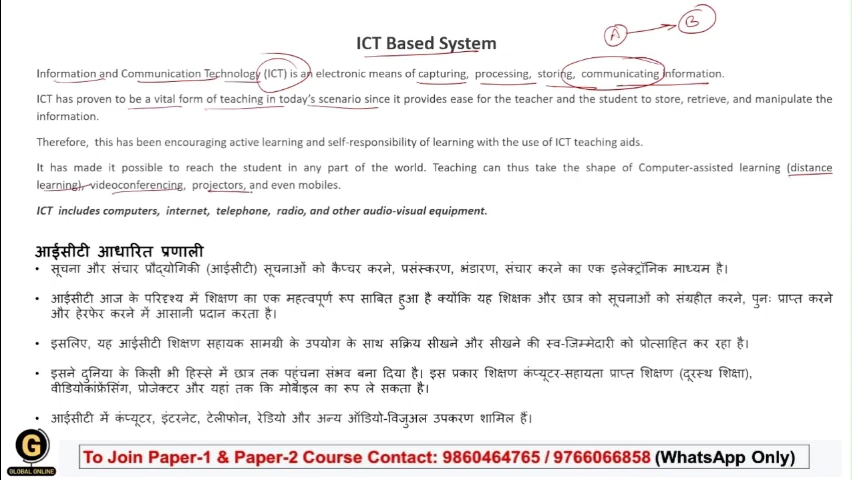 A
B
ICT Based System
Information and Communication Technology (ICT) is an electronic means of capturing, processing, storing, communicating information.
ICT has proven to be a vital form of teaching in today's scenario since it provides ease for the teacher and the student to store, retrieve, and manipulate the
information.
Therefore, this has been encouraging active learning and self-responsibility of learning with the use of ICT teaching aids.
It has made it possible to reach the student in any part of the world. Teaching can thus take the shape of Computer-assisted learning (distance
learning), videoconferencing, projectors, and even mobiles.
ICT includes computers, internet, telephone, radio, and other audio-visual equipment.
आईसीटी आधारित प्रणाली
• सूचना और संचार प्रौद्योगिकी (आईसीटी) सूचनाओं को कैप्चर करने, प्रसंस्करण, भंडारण, संचार करने का एक इलेक्ट्रॉनिक माध्यम है।
• आईसीटी आज के परिदृश्य में शिक्षण का एक महत्वपूर्ण रूप साबित हुआ है क्योंकि यह शिक्षक और छात्र को सूचनाओं को संग्रहीत करने, पुनः प्राप्त करने
और हेरफेर करने में आसानी प्रदान करता है।
• इसलिए, यह आईसीटी शिक्षण सहायक सामग्री के उपयोग के साथ सक्रिय सीखने और सीखने की स्व-जिम्मेदारी को प्रोत्साहित कर रहा है।
• इसने दुनिया के किसी भी हिस्से में छात्र तक पहुंचना संभव बना दिया है। इस प्रकार शिक्षण कंप्यूटर-सहायता प्राप्त शिक्षण (दूरस्थ शिक्षा),
वीडियोकांफ्रेंसिंग, प्रोजेक्टर और यहां तक कि मोबाइल का रूप ले सकता है।
• आईसीटी में कंप्यूटर, इंटरनेट, टेलीफोन, रेडियो और अन्य ऑडियो-विजुअल उपकरण शामिल हैं।
G
GLOBAL ONLINE
To Join Paper-1 & Paper-2 Course Contact: 9860464765 / 9766066858 (WhatsApp Only)